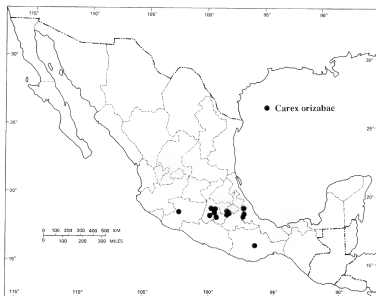 115° 110° 105° 100° 95° 90°
30° 30°
● Carex orizabae
25° 25°
20° 20°
0 100 200 300 400 500 KM
0 100 200 300 MILES
15° 15°
115° 105° 100° 95° 90°